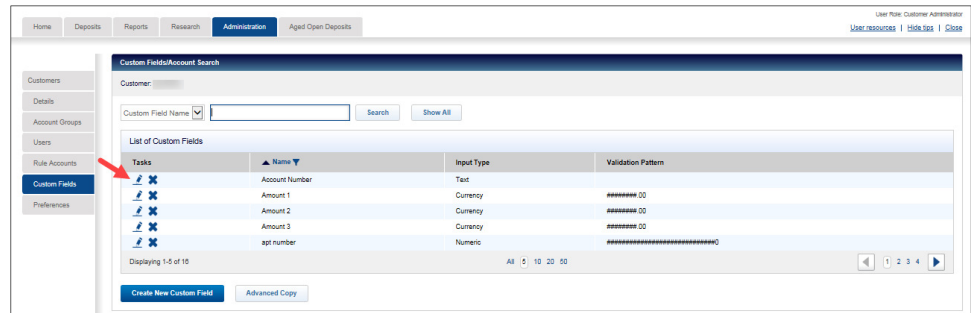 User Role: Customer Administrator
Home Deposits Reports Research Administration Aged Open Deposits
User resources | Hide tips | Close
Custom Fields/Account Search
Customers
Customer:
Details
Custom Field Name Search Show All
Account Groups
Users
List of Custom Fields
Rule Accounts
Tasks Name Input Type Validation Pattern
Custom Fields
Account Number Text
Preferences
Amount 1 Currency ########.00
Amount 2 Currency ########.00
Amount 3 Currency ########.00
apt number Numeric #############################0
Displaying 1-5 of 16 All 5 10 20 50 1 2 3 4
Create New Custom Field Advanced Copy